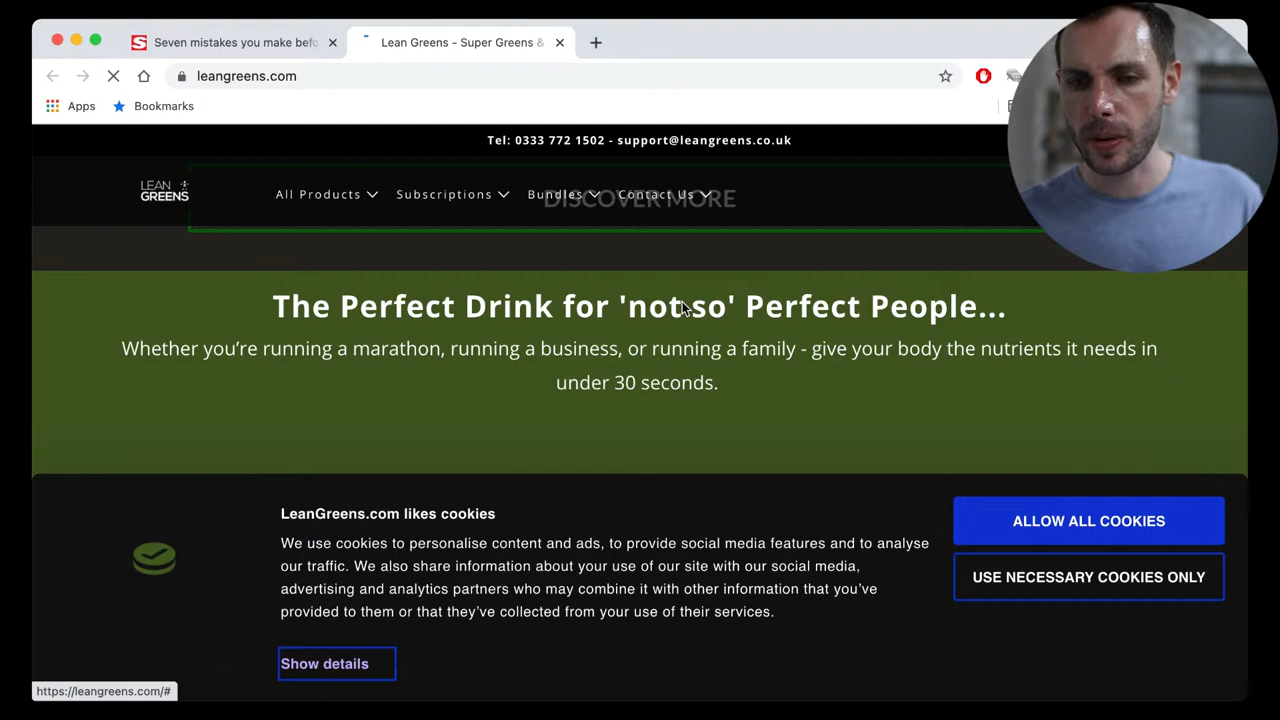 Seven mistakes you make befo
Lean Greens - Super Greens &
leangreens.com
Apps
Bookmarks
Tel: 0333 772 1502 - support@leangreens.co.uk
LEAN
GREENS
All Products
Subscriptions
Bundles
Contact Us
DISCOVER MORE
The Perfect Drink for 'not so' Perfect People...
Whether you're running a marathon, running a business, or running a family - give your body the nutrients it needs in
under 30 seconds.
LeanGreens.com likes cookies
We use cookies to personalise content and ads, to provide social media features and to analyse
our traffic. We also share information about your use of our site with our social media,
advertising and analytics partners who may combine it with other information that you've
provided to them or that they've collected from your use of their services.
Show details
ALLOW ALL COOKIES
USE NECESSARY COOKIES ONLY
https://leangreens.com/#